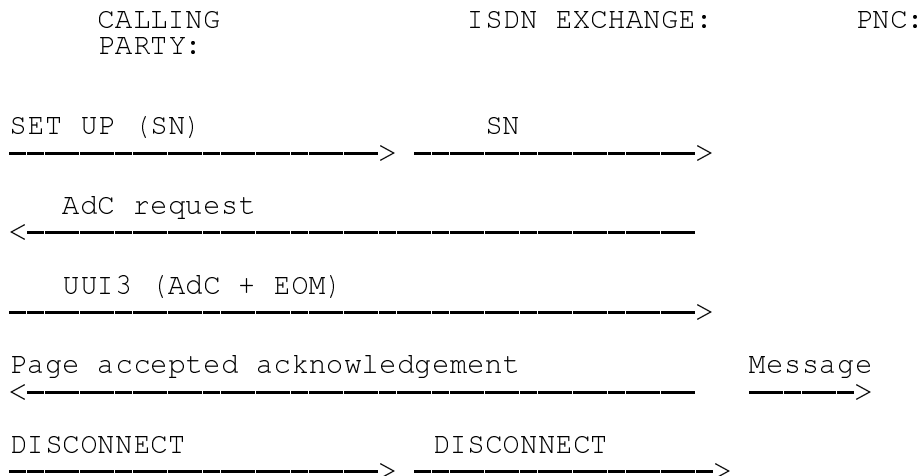 CALLING PARTY: ISDN EXCHANGE: PNC:
SET UP (SN) SN
AdC request
UUI3 (AdC + EOM)
Page accepted acknowledgement Message
DISCONNECT DISCONNECT